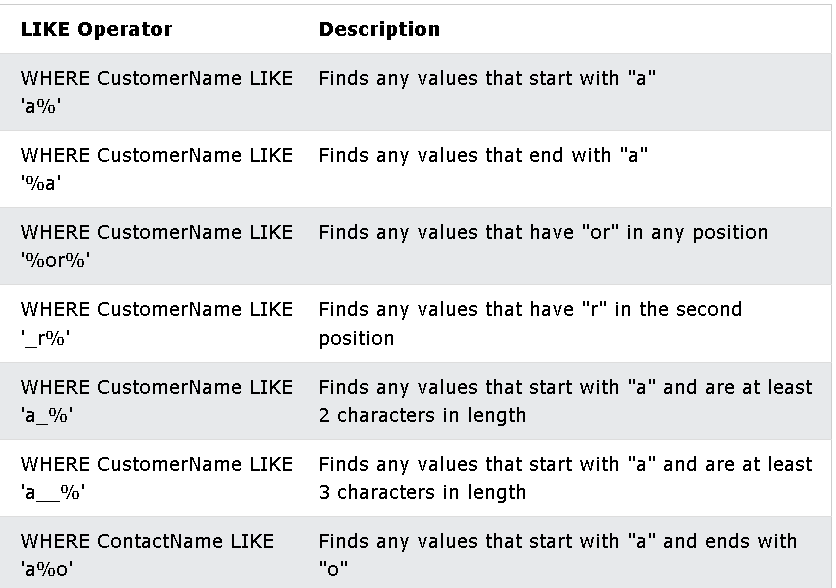 LIKE Operator Description
WHERE CustomerName LIKE Finds any values that start with "a"
'a%'
WHERE CustomerName LIKE Finds any values that end with "a"
'%a'
WHERE CustomerName LIKE Finds any values that have "or" in any position
'%or%'
WHERE CustomerName LIKE Finds any values that have "r" in the second
'_r%' position
WHERE CustomerName LIKE Finds any values that start with "a" and are at least
'a_%' 2 characters in length
WHERE CustomerName LIKE Finds any values that start with "a" and are at least
'a__%' 3 characters in length
WHERE ContactName LIKE Finds any values that start with "a" and ends with
'a%o' "o"